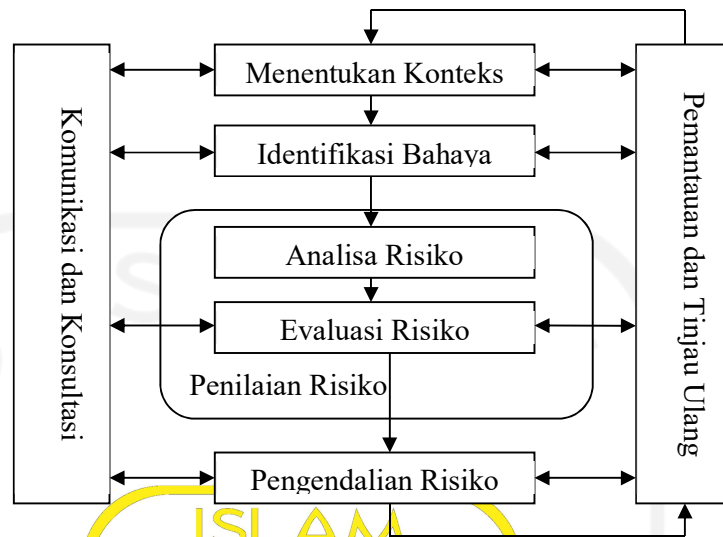 Menentukan Konteks
Identifikasi Bahaya
Analisa Risiko
Evaluasi Risiko
Penilaian Risiko
Pengendalian Risiko
Komunikasi dan Konsultasi
Pemantauan dan Tinjau Ulang
ISLAM